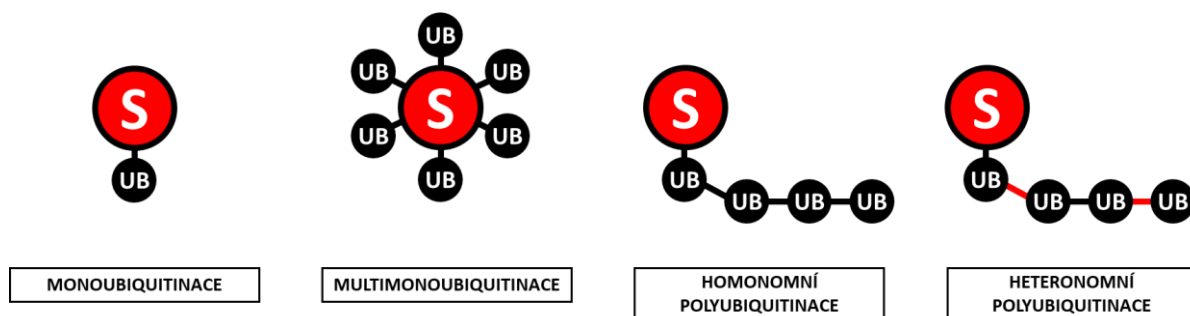 S
UB
MONOUBIQUITINACE
UB
UB
UB
S
UB
UB
UB
MULTIMONOUBIQUITINACE
S
UB
UB
UB
UB
HOMONOMNÍ
POLYUBIQUITINACE
S
UB
UB
UB
UB
HETERONOMNÍ
POLYUBIQUITINACE